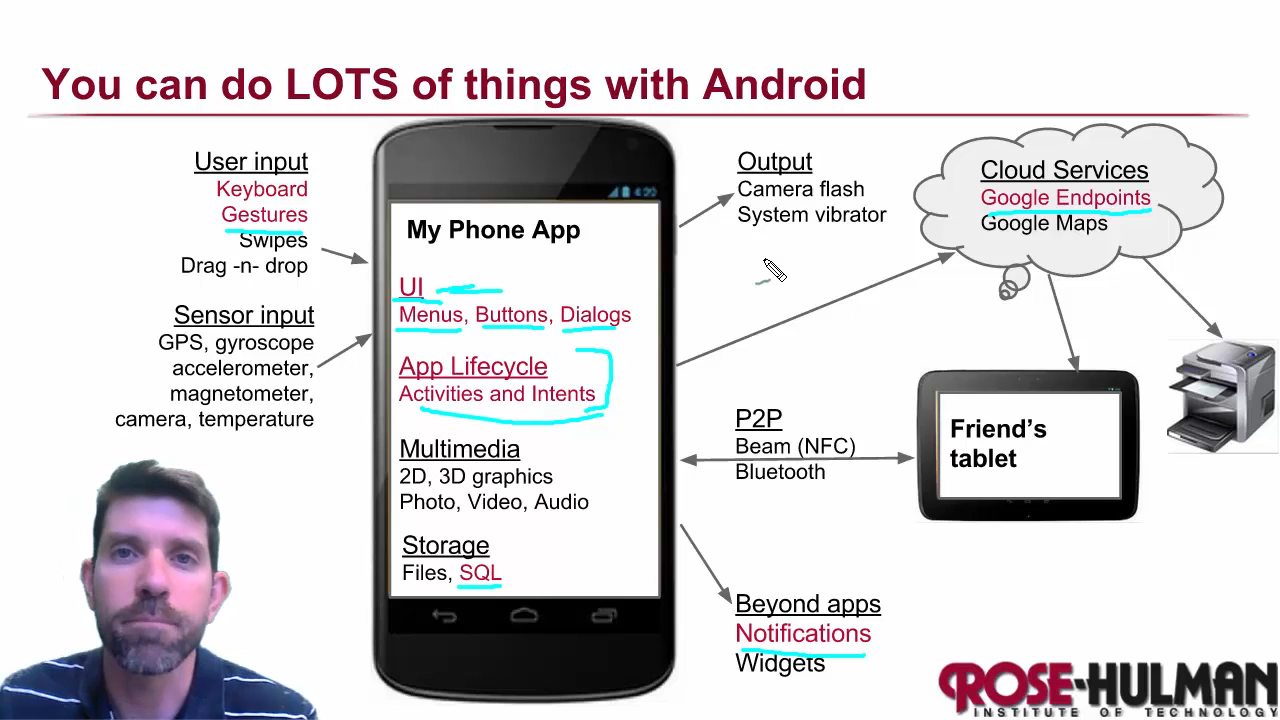 You can do LOTS of things with Android
User input
Keyboard
Gestures
Swipes
Drag -n- drop
Sensor input
GPS, gyroscope
accelerometer,
magnetometer,
camera, temperature
4:20
My Phone App
UI
Menus, Buttons, Dialogs
App Lifecycle
Activities and Intents
Multimedia
2D, 3D graphics
Photo, Video, Audio
Storage
Files, SQL
Output
Camera flash
System vibrator
Cloud Services
Google Endpoints
Google Maps
P2P
Beam (NFC)
Bluetooth
Friend's
tablet
Beyond apps
Notifications
Widgets
ROSE-HULMAN
INSTITUTE OF TECHNOLOGY